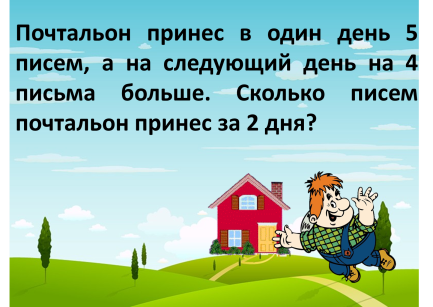 Почтальон принес в один день 5
писем, а на следующий день на 4
письма больше. Сколько писем
почтальон принес за 2 дня?